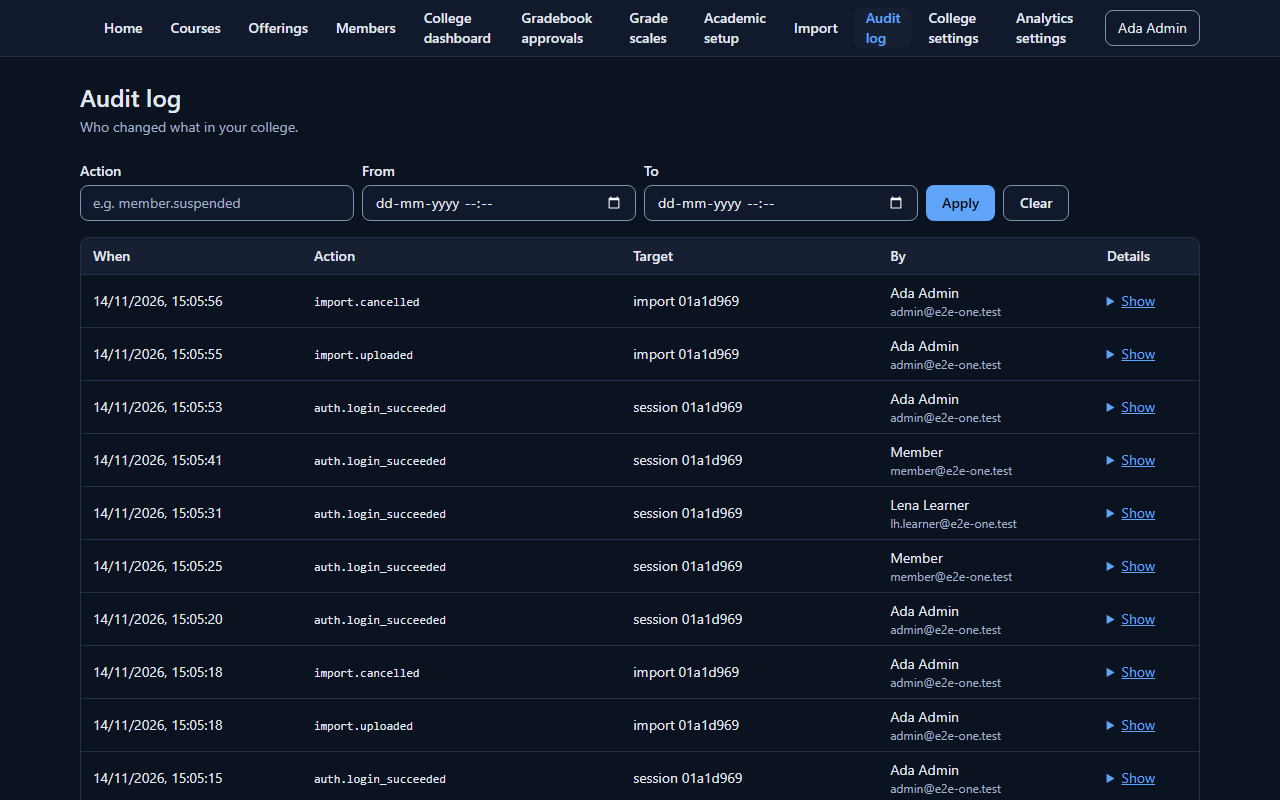 Home Courses Offerings Members College dashboard Gradebook approvals Grade scales Academic setup Import Audit log College settings Analytics settings Ada Admin
Audit log
Who changed what in your college.
Action From To
e.g. member.suspended dd-mm-yyyy --:-- dd-mm-yyyy --:-- Apply Clear
When Action Target By Details
14/11/2026, 15:05:56 import.cancelled import 01a1d969 Ada Admin admin@e2e-one.test Show
14/11/2026, 15:05:55 import.uploaded import 01a1d969 Ada Admin admin@e2e-one.test Show
14/11/2026, 15:05:53 auth.login_succeeded session 01a1d969 Ada Admin admin@e2e-one.test Show
14/11/2026, 15:05:41 auth.login_succeeded session 01a1d969 Member member@e2e-one.test Show
14/11/2026, 15:05:31 auth.login_succeeded session 01a1d969 Lena Learner lh.learner@e2e-one.test Show
14/11/2026, 15:05:25 auth.login_succeeded session 01a1d969 Member member@e2e-one.test Show
14/11/2026, 15:05:20 auth.login_succeeded session 01a1d969 Ada Admin admin@e2e-one.test Show
14/11/2026, 15:05:18 import.cancelled import 01a1d969 Ada Admin admin@e2e-one.test Show
14/11/2026, 15:05:18 import.uploaded import 01a1d969 Ada Admin admin@e2e-one.test Show
14/11/2026, 15:05:15 auth.login_succeeded session 01a1d969 Ada Admin admin@e2e-one.test Show